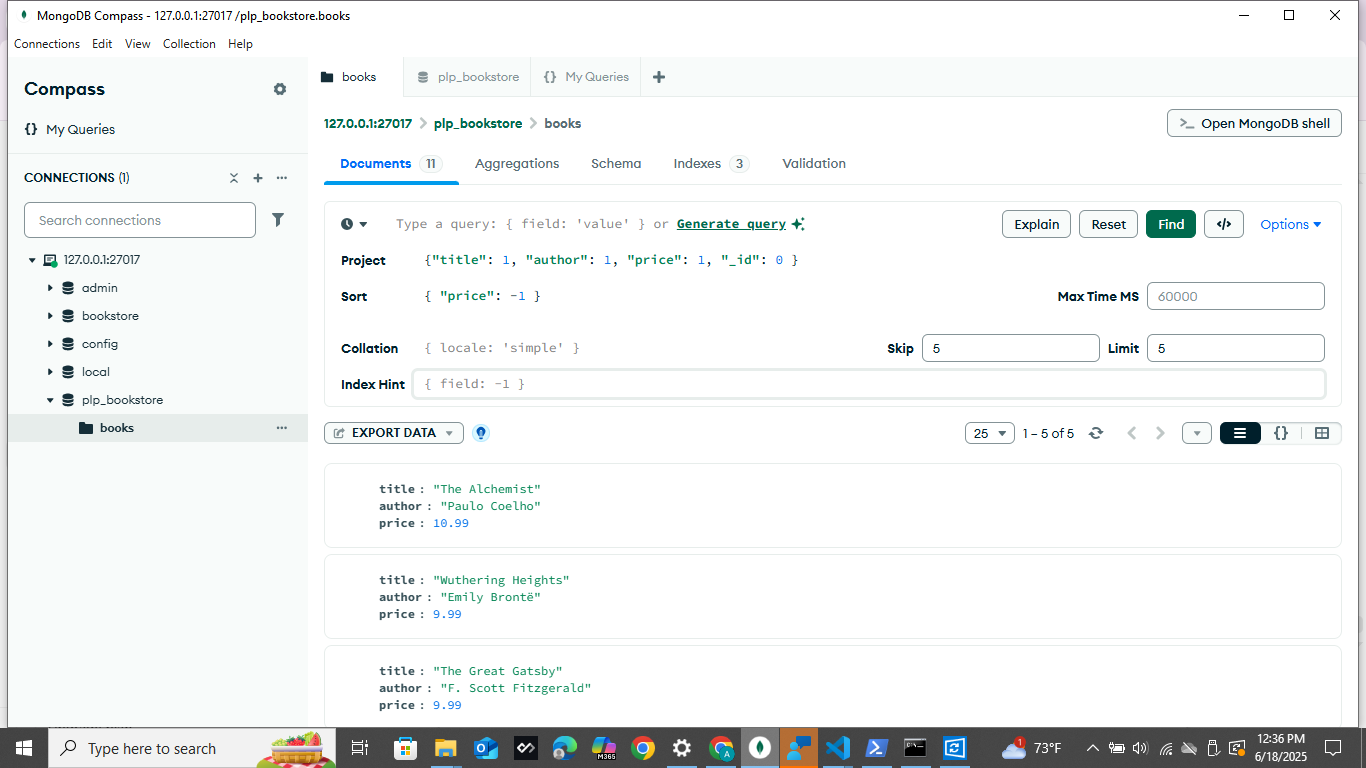 MongoDB Compass - 127.0.0.1:27017 /plp_bookstore.books
Connections Edit View Collection Help
Compass
My Queries
CONNECTIONS (1)
Search connections
127.0.0.1:27017
admin
bookstore
config
local
plp_bookstore
books
books
plp_bookstore
My Queries
127.0.0.1:27017 > plp_bookstore > books
Open MongoDB shell
Documents 11 Aggregations Schema Indexes 3 Validation
Type a query: { field: 'value' } or Generate query
Explain Reset Find </> Options
Project {"title": 1, "author": 1, "price": 1, "_id": 0 }
Sort { "price": -1 }
Max Time MS 60000
Collation { locale: 'simple' }
Skip 5 Limit 5
Index Hint { field: -1 }
EXPORT DATA
25 1 – 5 of 5
title : "The Alchemist"
author : "Paulo Coelho"
price : 10.99
title : "Wuthering Heights"
author : "Emily Brontë"
price : 9.99
title : "The Great Gatsby"
author : "F. Scott Fitzgerald"
price : 9.99
Type here to search
M365
1
73°F
12:36 PM
6/18/2025